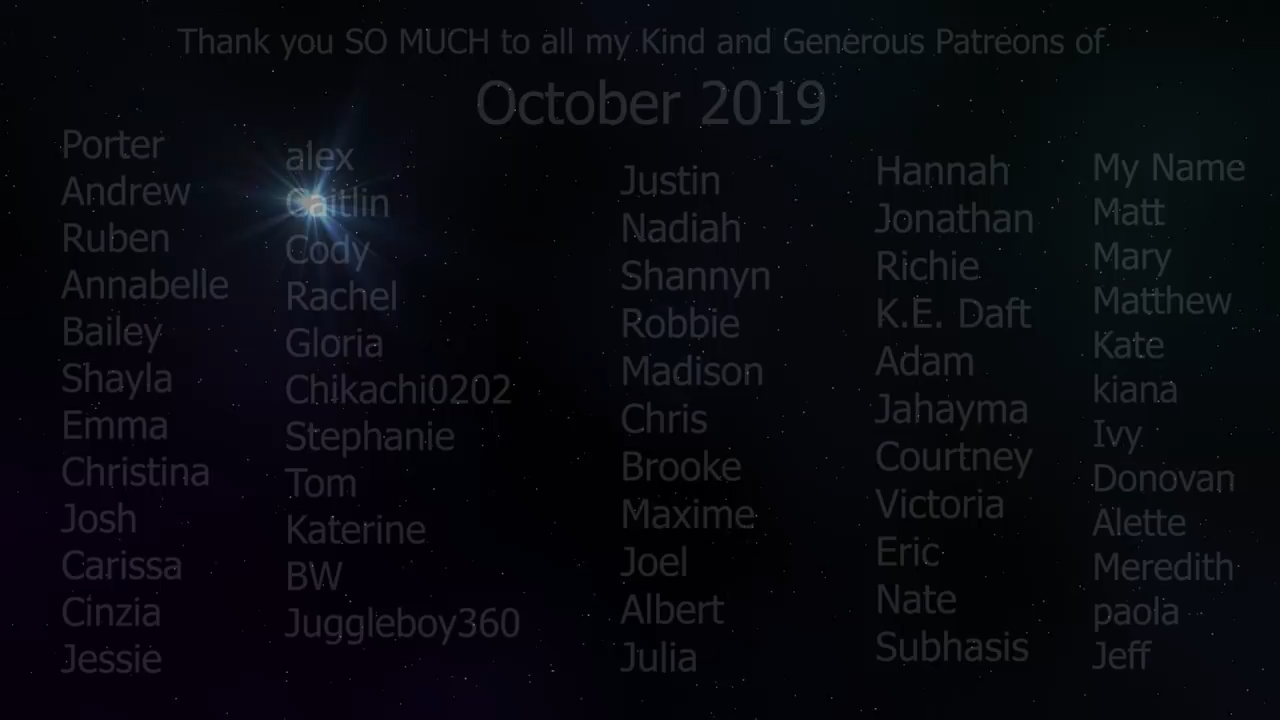 Thank you SO MUCH to all my Kind and Generous Patreons of
October 2019
Porter
Andrew
Ruben
Annabelle
Bailey
Shayla
Emma
Christina
Josh
Carissa
Cinzia
Jessie
alex
Caitlin
Cody
Rachel
Gloria
Chikachi0202
Stephanie
Tom
Katerine
BW
Juggleboy360
Justin
Nadiah
Shannyn
Robbie
Madison
Chris
Brooke
Maxime
Joel
Albert
Julia
Hannah
Jonathan
Richie
K.E. Daft
Adam
Jahayma
Courtney
Victoria
Eric
Nate
Subhasis
My Name
Matt
Mary
Matthew
Kate
kiana
Ivy
Donovan
Alette
Meredith
paola
Jeff